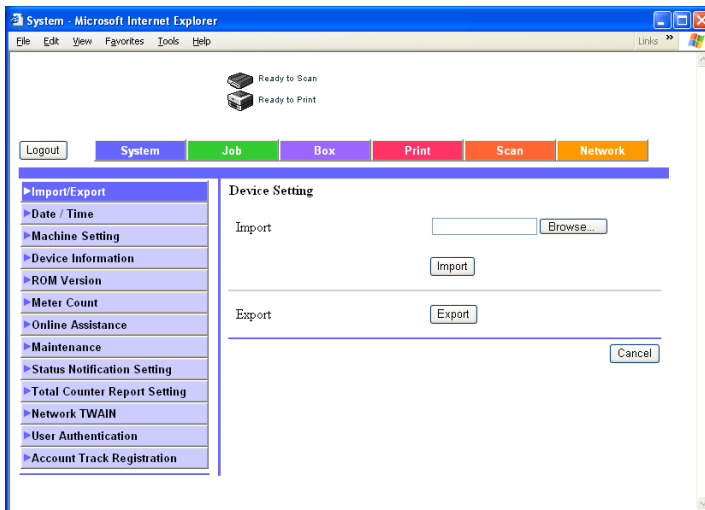 System - Microsoft Internet Explorer
File Edit View Favorites Tools Help Links »
Ready to Scan
Ready to Print
Logout System Job Box Print Scan Network
Import/Export
Date / Time
Machine Setting
Device Information
ROM Version
Meter Count
Online Assistance
Maintenance
Status Notification Setting
Total Counter Report Setting
Network TWAIN
User Authentication
Account Track Registration
Device Setting
Import Browse...
Import
Export Export
Cancel